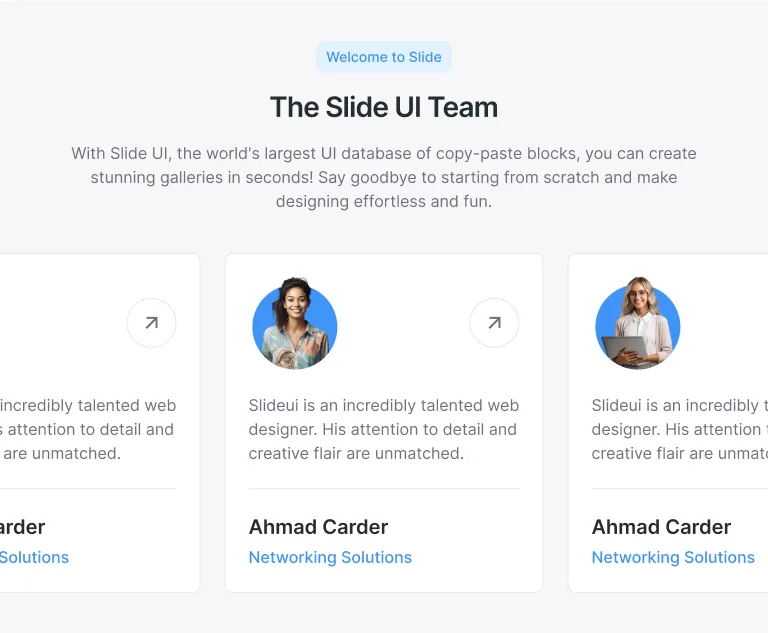 Welcome to Slide
The Slide UI Team
With Slide UI, the world's largest UI database of copy-paste blocks, you can create
stunning galleries in seconds! Say goodbye to starting from scratch and make
designing effortless and fun.
incredibly talented web
attention to detail and
are unmatched.
Solutions
Slideui is an incredibly talented web
designer. His attention to detail and
creative flair are unmatched.
Ahmad Carder
Networking Solutions
Slideui is an incredibly
designer. His attention
creative flair are
Ahmad Carder
Networking Solutions